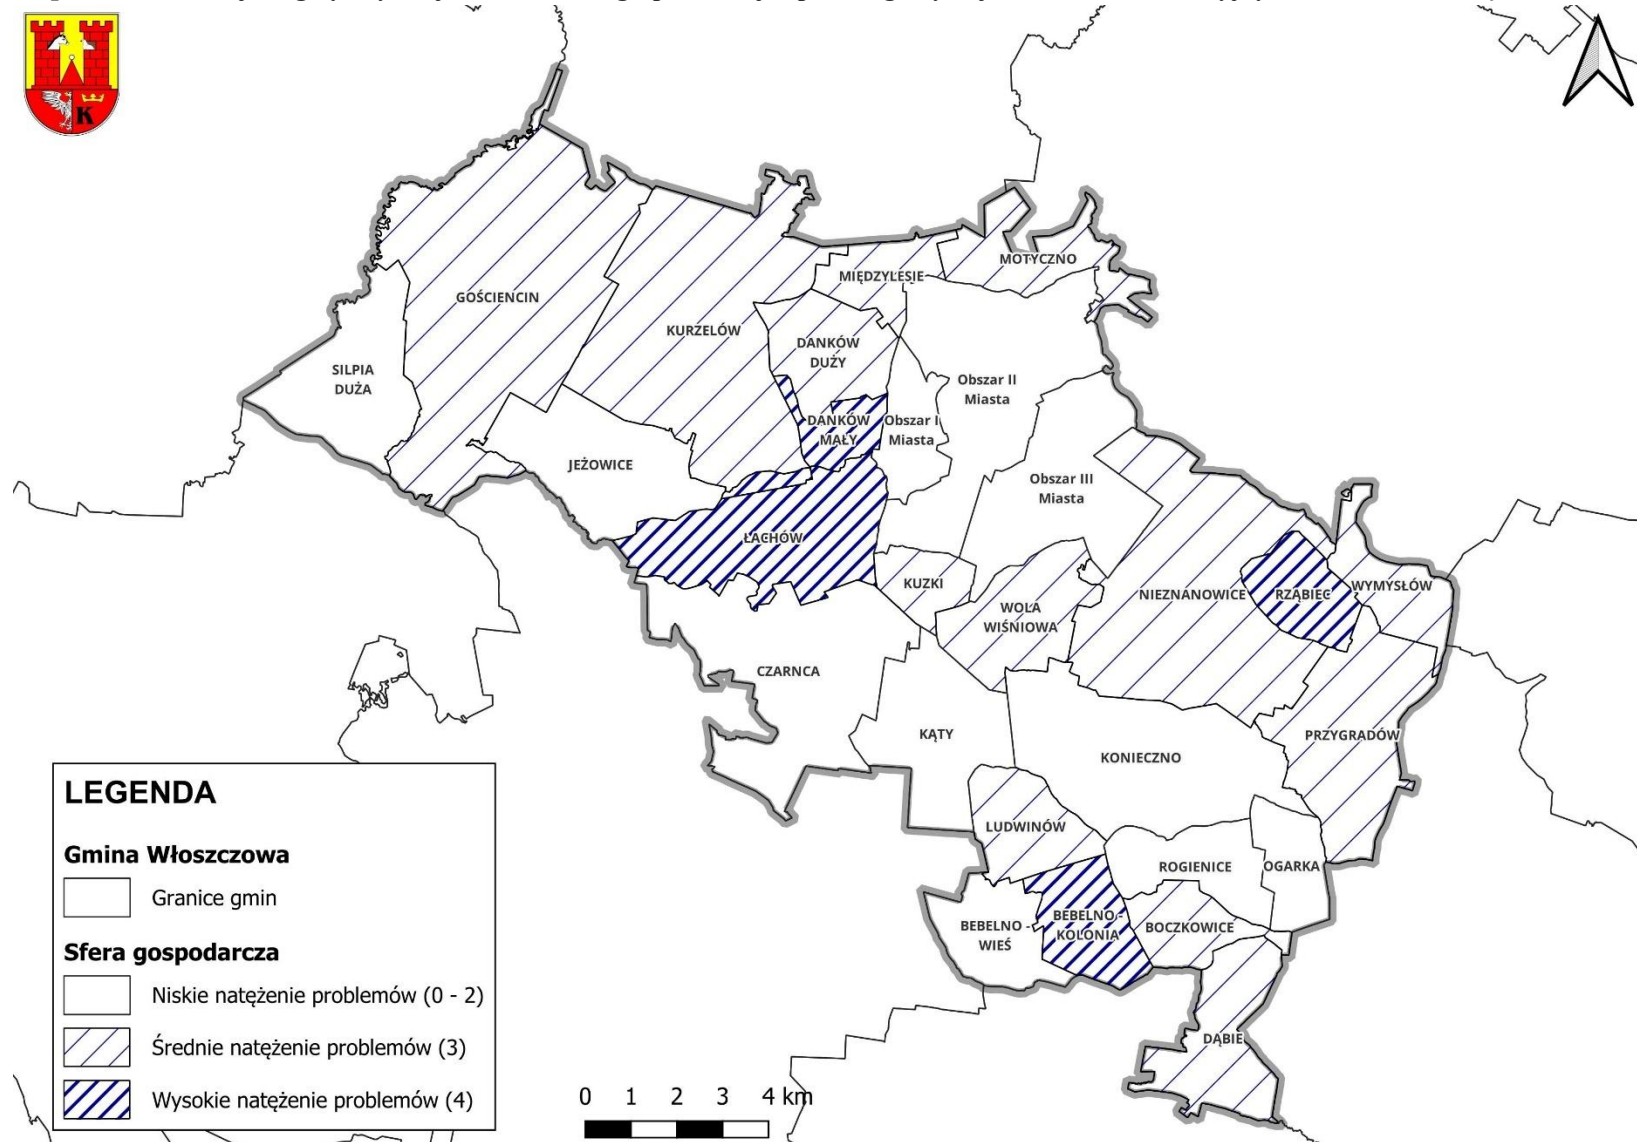 K
GOŚCIENCIN
SILPIA
DUŻA
KURZELÓW
JEŻOWICE
MIĘDZYLESIE
MOTYCZNO
DANKÓW
DUŻY
DANKÓW
MAŁY
Obszar I
Miasta
Obszar II
Miasta
Obszar III
Miasta
ŁACHÓW
KUZKI
WOLA
WIŚNIOWA
NIEZNANOWICE
RZĄBIEC
WYMYSŁÓW
CZARNCA
KĄTY
KONIECZNO
PRZYGRADÓW
LUDWINÓW
ROGIENICE
OGARKA
BEBELNO -
WIEŚ
BEBELNO -
KOLONIA
BOCZKOWICE
DĄBIE
LEGENDA
Gmina Włoszczowa
Granice gmin
Sfera gospodarcza
Niskie natężenie problemów (0 - 2)
Średnie natężenie problemów (3)
Wysokie natężenie problemów (4)
0 1 2 3 4 km